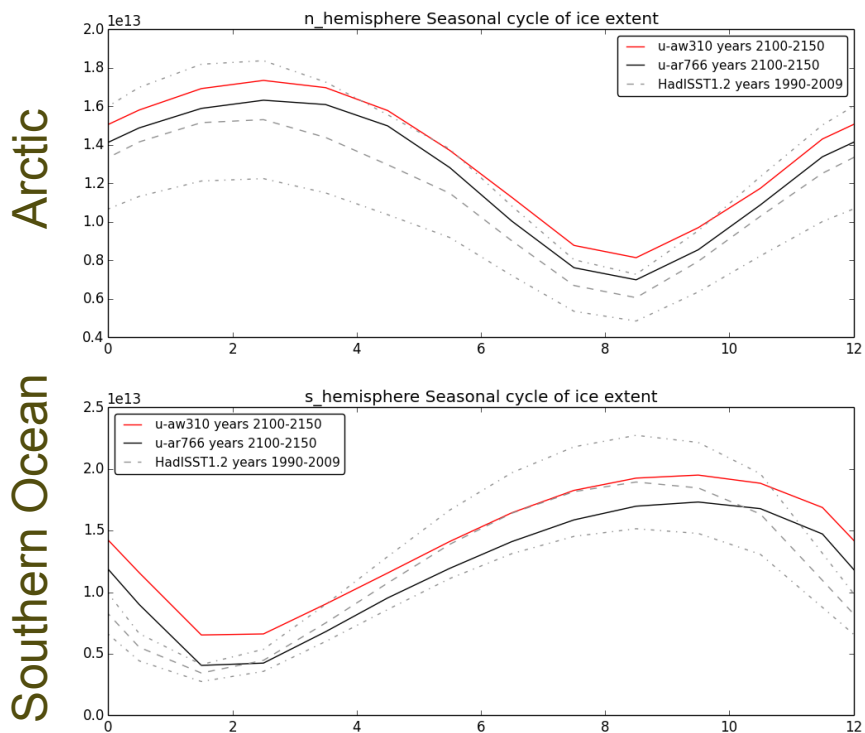 Arctic
1e13
n_hemisphere Seasonal cycle of ice extent
2.0
1.8
1.6
1.4
1.2
1.0
0.8
0.6
0.4
u-aw310 years 2100-2150
u-ar766 years 2100-2150
HadISST1.2 years 1990-2009
0 2 4 6 8 10 12
Southern Ocean
1e13
s_hemisphere Seasonal cycle of ice extent
2.5
2.0
1.5
1.0
0.5
0.0
u-aw310 years 2100-2150
u-ar766 years 2100-2150
HadISST1.2 years 1990-2009
0 2 4 6 8 10 12